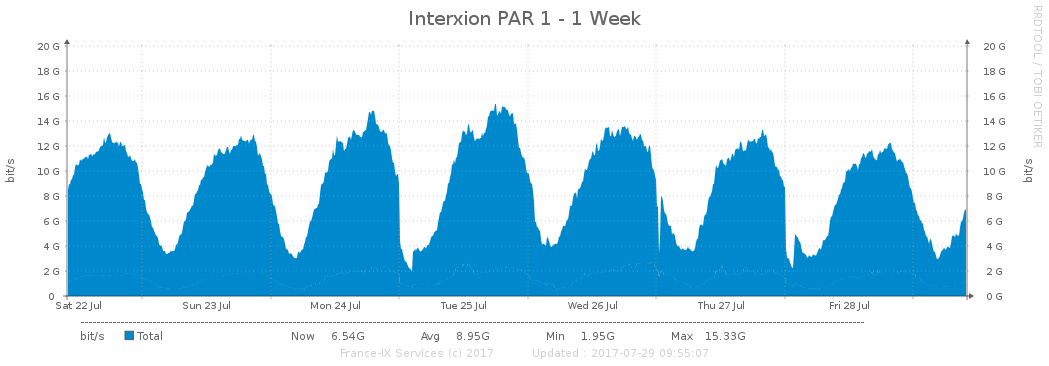 Interxion PAR 1 - 1 Week
RRDTOOL / TOBI OETIKER
20 G 20 G
18 G 18 G
16 G 16 G
14 G 14 G
12 G 12 G
10 G 10 G
8 G 8 G
6 G 6 G
4 G 4 G
2 G 2 G
0 0 G
bit/s
bit/s
Sat 22 Jul Sun 23 Jul Mon 24 Jul Tue 25 Jul Wed 26 Jul Thu 27 Jul Fri 28 Jul
bit/s Total Now 6.54G Avg 8.95G Min 1.95G Max 15.33G
France-IX Services (c) 2017 Updated : 2017-07-29 09:55:07